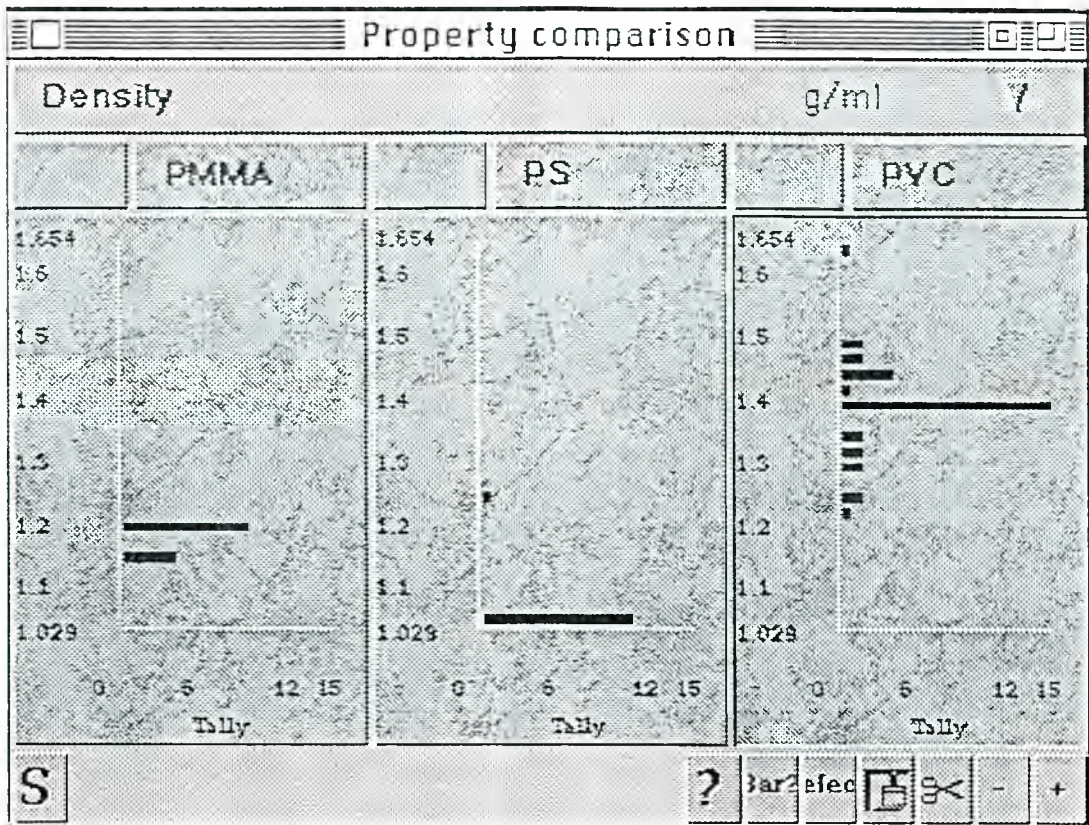 Property comparison
Density g/ml
PMMA PS PVC
1.654 1.654 1.654
1.6 1.6 1.6
1.5 1.5 1.5
1.4 1.4 1.4
1.3 1.3 1.3
1.2 1.2 1.2
1.1 1.1 1.1
1.029 1.029 1.029
0 6 12 15 0 6 12 15 0 6 12 15
Tally Tally Tally
S ? efec - +